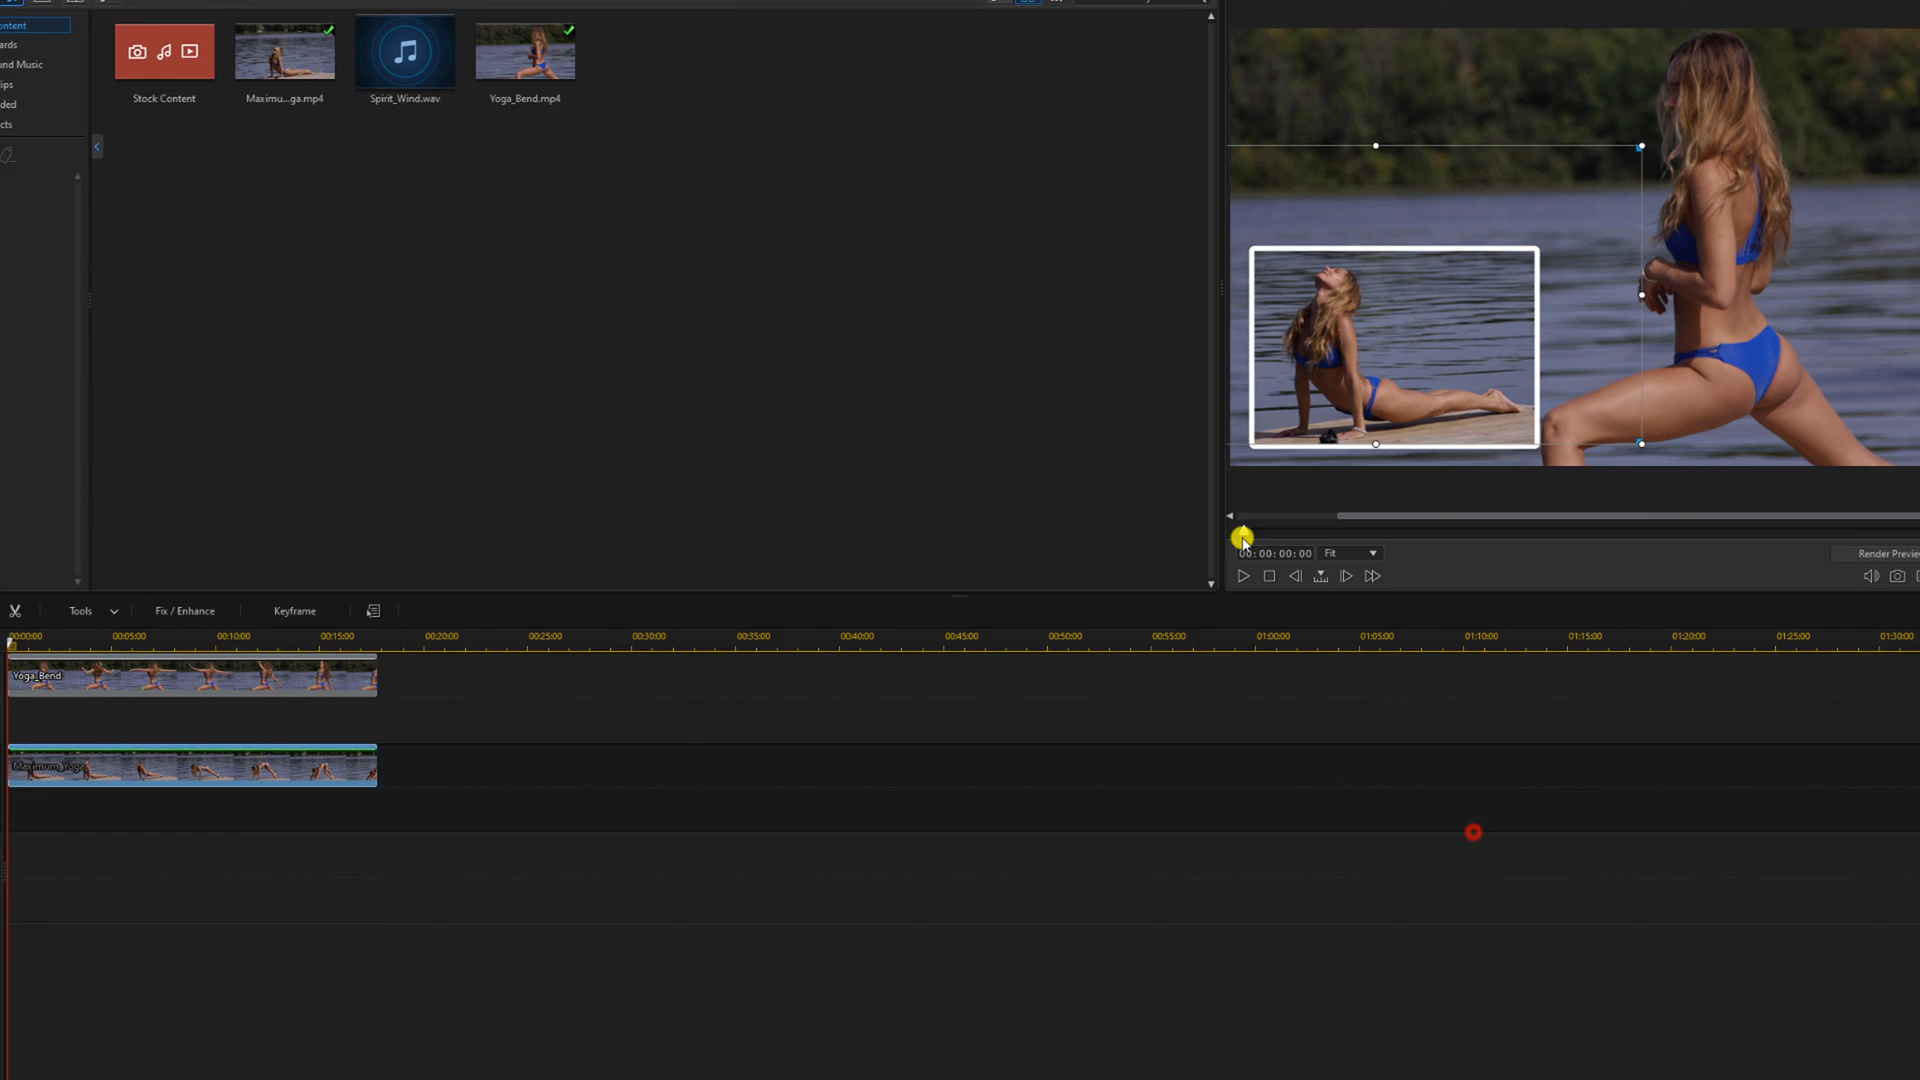 ontent
ards
und Music
lips
ded
cts
Stock Content
Maximu...ga.mp4
Spirit_Wind.wav
Yoga_Bend.mp4
00:00:00:00
Fit
Render Preview
Tools
Fix / Enhance
Keyframe
00:00:00 00:05:00 00:10:00 00:15:00 00:20:00 00:25:00 00:30:00 00:35:00 00:40:00 00:45:00 00:50:00 00:55:00 01:00:00 01:05:00 01:10:00 01:15:00 01:20:00 01:25:00 01:30:00
Yoga_Bend
Maximum_Yoga